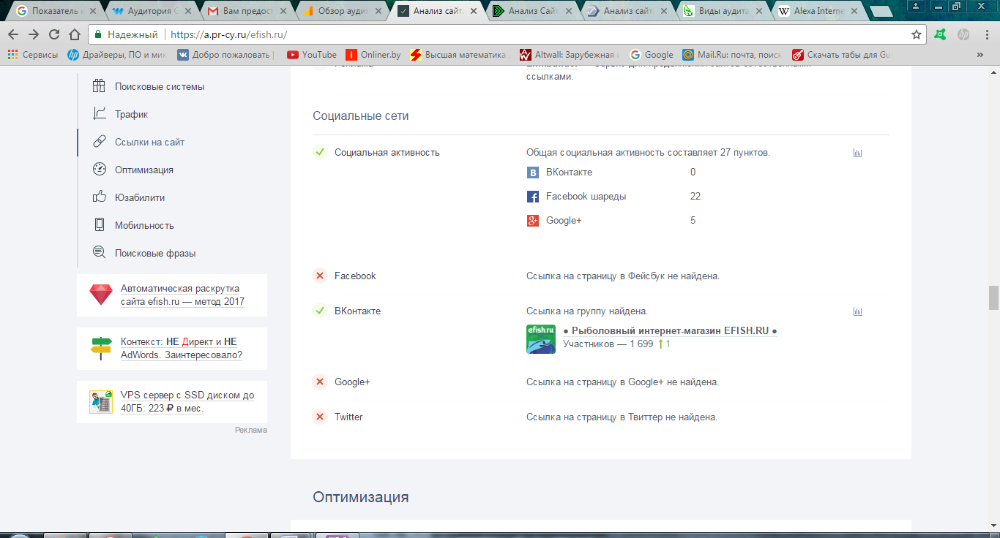 Показатель
Аудитория G
Вам предост
Обзор аудит
Анализ сайт
Анализ Сайт
Анализ сайт
Виды аудита
Alexa Interne
Надежный
https://a.pr-cy.ru/efish.ru/
Сервисы
Драйверы, ПО и мик
Добро пожаловать |
YouTube
Onliner.by
Высшая математика
Altwall: Зарубежная
Google
Mail.Ru: почта, поиск
Скачать табы для Gu
»
Поисковые системы
Трафик
Ссылки на сайт
Оптимизация
Юзабилити
Мобильность
Поисковые фразы
Автоматическая раскрутка
сайта efish.ru — метод 2017
Контекст: НЕ Директ и НЕ
AdWords. Заинтересовало?
VPS сервер с SSD диском до
40ГБ: 223 ₽ в мес.
Реклама
ссылками.
Социальные сети
Социальная активность
Общая социальная активность составляет 27 пунктов.
ВКонтакте 0
Facebook шареды 22
Google+ 5
Facebook
Ссылка на страницу в Фейсбук не найдена.
ВКонтакте
Ссылка на группу найдена.
efish.ru
● Рыболовный интернет-магазин EFISH.RU ●
Участников — 1 699 ↑ 1
Google+
Ссылка на страницу в Google+ не найдена.
Twitter
Ссылка на страницу в Твиттер не найдена.
Оптимизация